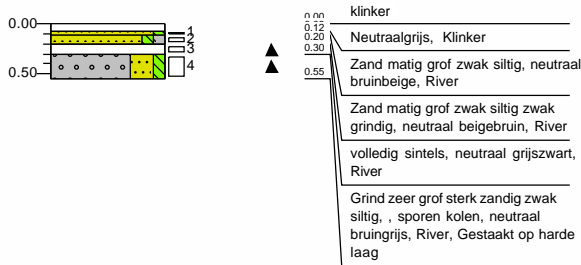 klinker
0.00
0.00
0.12
1
Neutraalgrijs, Klinker
2
0.20
3
0.30
Zand matig grof zwak siltig, neutraal
bruinbeige, River
0.50
4
0.55
Zand matig grof zwak siltig zwak
grindig, neutraal beigebruin, River
volledig sintels, neutraal grijszwart,
River
Grind zeer grof sterk zandig zwak
siltig, , sporen kolen, neutraal
bruingrijs, River, Gestaakt op harde
laag